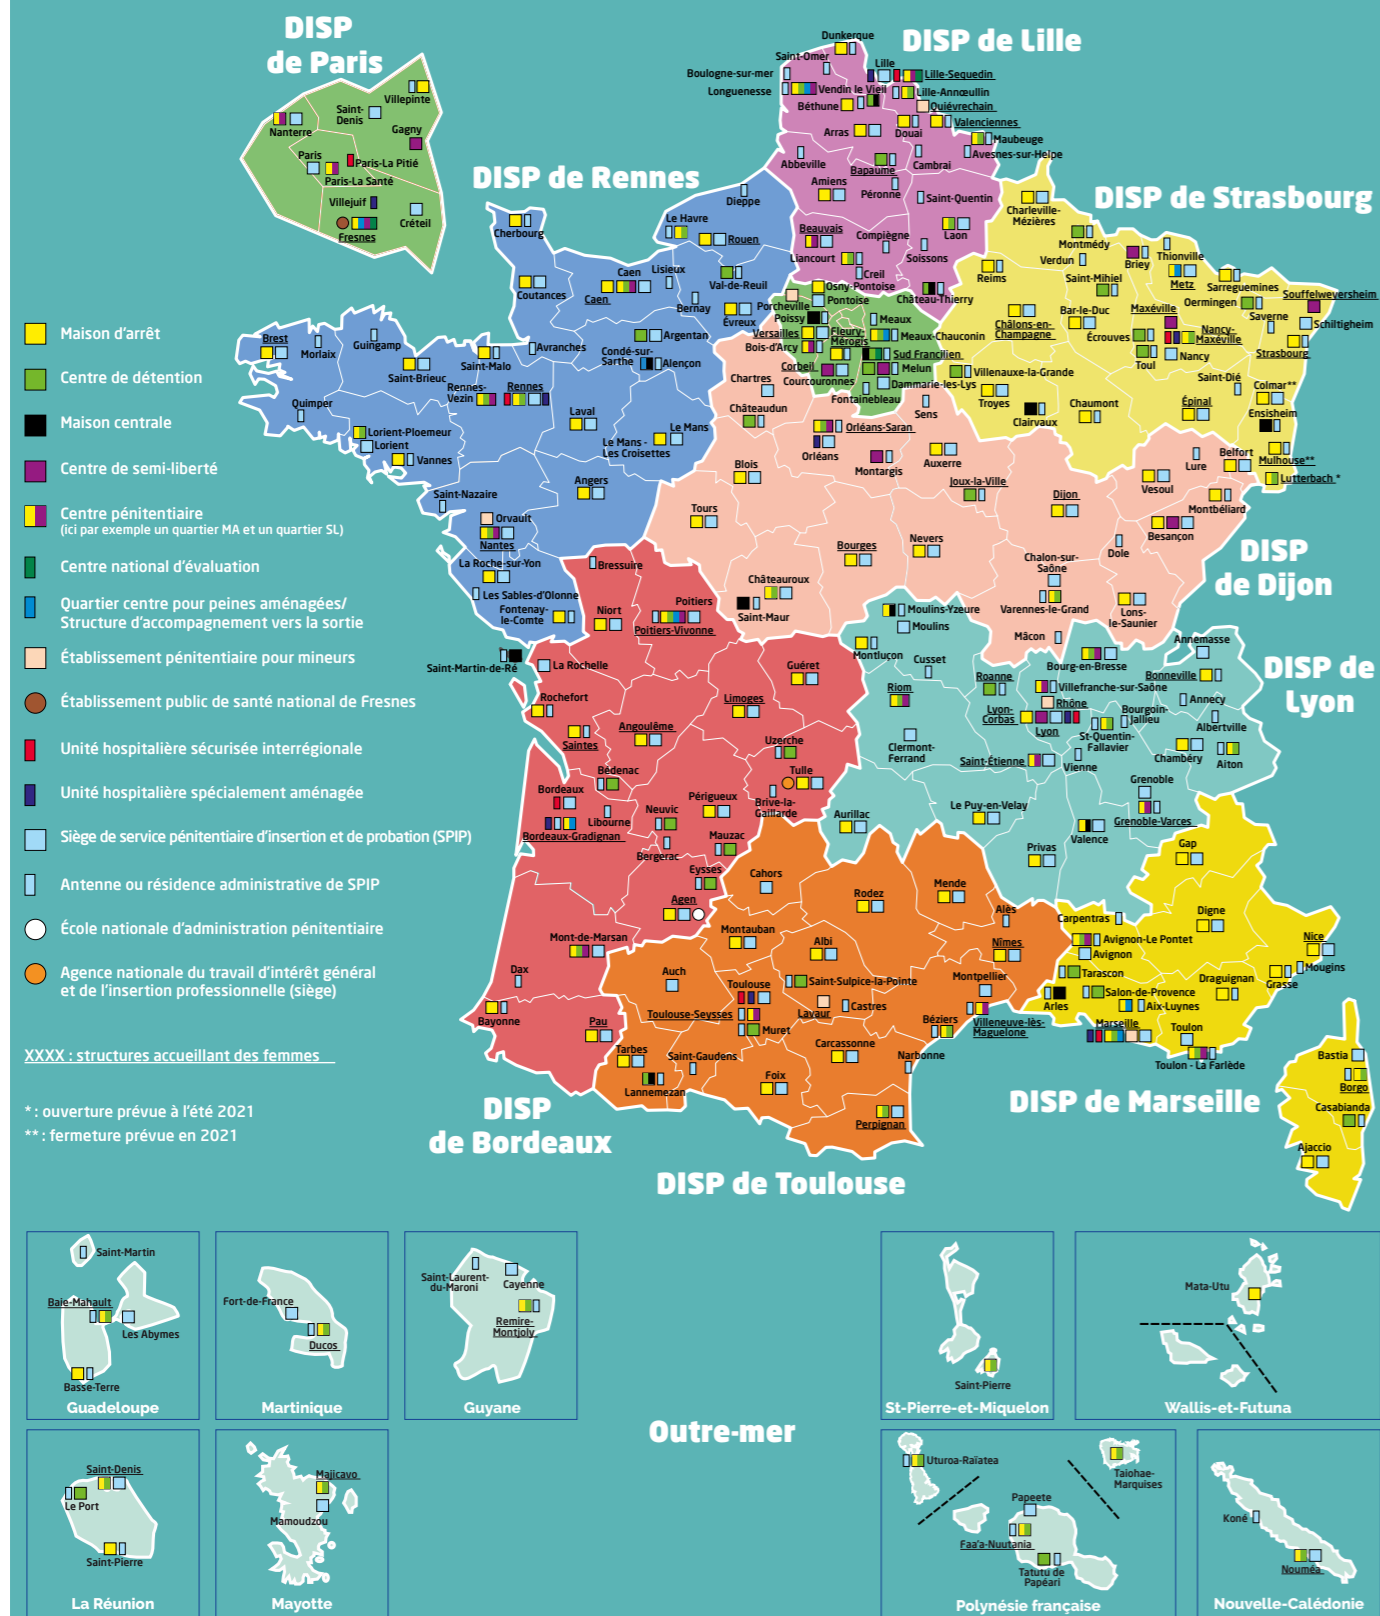 DISP
de Paris
Villepinte
Saint-
Denis
Nanterre
Gagny
Paris
Paris-La Pitié
Paris-La Santé
Villejuif
Créteil
Fresnes
DISP de Lille
Dunkerque
Saint-Omer
Lille
Boulogne-sur-mer
Lille-Sequedin
Longuenesse
Vendin le Vieil
Lille-Annœullin
Béthune
Quiévrechain
Arras
Douai
Valenciennes
Maubeuge
Abbeville
Bapaume
Cambrai
Avesnes-sur-Helpe
Amiens
Péronne
Saint-Quentin
Beauvais
Compiègne
Laon
Liancourt
Soissons
Creil
Château-Thierry
DISP de Rennes
Dieppe
Cherbourg
Le Havre
Rouen
Coutances
Caen
Caen
Lisieux
Val-de-Reuil
Bernay
Évreux
Argentan
Avranches
Condé-sur-
Sarthe
Alençon
Brest
Morlaix
Guingamp
Saint-Brieuc
Saint-Malo
Rennes-
Vezin
Rennes
Quimper
Laval
Le Mans
Le Mans -
Les Croisettes
Lorient-Ploemeur
Lorient
Vannes
Angers
Saint-Nazaire
Orvault
Nantes
La Roche-sur-Yon
Les Sables-d'Olonne
Fontenay-
le-Comte
Osny-Pontoise
Pontoise
Porcheville
Poissy
Meaux
Versailles
Fleury-
Mérogis
Meaux-Chauconin
Bois-d'Arcy
Sud Francilien
Corbeil
Courcouronnes
Melun
Dammarie-les-Lys
Fontainebleau
DISP de Strasbourg
Charleville-
Mézières
Montmédy
Verdun
Briey
Thionville
Metz
Reims
Saint-Mihiel
Sarreguemines
Oermingen
Souffelweyersheim
Châlons-en-
Champagne
Bar-le-Duc
Maxéville
Saverne
Schiltigheim
Écrouves
Nancy-
Maxéville
Strasbourg
Toul
Nancy
Villenauxe-la-Grande
Saint-Dié
Troyes
Clairvaux
Chaumont
Épinal
Colmar**
Ensisheim
Mulhouse**
Lutterbach *
DISP
de Dijon
Chartres
Châteaudun
Sens
Orléans-Saran
Orléans
Montargis
Auxerre
Blois
Joux-la-Ville
Dijon
Lure
Belfort
Vesoul
Montbéliard
Tours
Besançon
Bourges
Nevers
Dole
Chalon-sur-
Saône
Châteauroux
Saint-Maur
Varennes-le-Grand
Lons-
le-Saunier
Mâcon
DISP de
Lyon
Moulins-Yzeure
Moulins
Montluçon
Cusset
Bourg-en-Bresse
Annemasse
Bonneville
Roanne
Villefranche-sur-Saône
Riom
Rhône
Annecy
Lyon-
Corbas
Lyon
Bourgoin-
Jallieu
Albertville
St-Quentin-
Fallavier
Clermont-
Ferrand
Saint-Étienne
Vienne
Chambéry
Aiton
Grenoble
Le Puy-en-Velay
Grenoble-Varces
Aurillac
Valence
Privas
DISP
de Bordeaux
Bressuire
Niort
Poitiers
Poitiers-Vivonne
Saint-Martin-de-Ré
La Rochelle
Guéret
Rochefort
Limoges
Saintes
Angoulême
Uzerche
Bédenac
Tulle
Bordeaux
Brive-la-
Gaillarde
Périgueux
Neuvic
Libourne
Bordeaux-Gradignan
Mauzac
Bergerac
Eysses
Agen
Mont-de-Marsan
Dax
Bayonne
Pau
DISP de Toulouse
Cahors
Rodez
Mende
Alès
Montauban
Albi
Nîmes
Auch
Saint-Sulpice-la-Pointe
Montpellier
Toulouse
Toulouse-Seysses
Lavaur
Castres
Muret
Béziers
Villeneuve-lès-
Maguelone
Tarbes
Saint-Gaudens
Carcassonne
Narbonne
Lannemezan
Foix
Perpignan
DISP de Marseille
Gap
Carpentras
Digne
Avignon-Le Pontet
Avignon
Nice
Tarascon
Mougins
Salon-de-Provence
Draguignan
Grasse
Arles
Aix-Luynes
Marseille
Toulon
Toulon - La Farlède
Bastia
Borgo
Casabianda
Ajaccio
Maison d'arrêt
Centre de détention
Maison centrale
Centre de semi-liberté
Centre pénitentiaire
(ici par exemple un quartier MA et un quartier SL)
Centre national d'évaluation
Quartier centre pour peines aménagées/
Structure d'accompagnement vers la sortie
Établissement pénitentiaire pour mineurs
Établissement public de santé national de Fresnes
Unité hospitalière sécurisée interrégionale
Unité hospitalière spécialement aménagée
Siège de service pénitentiaire d'insertion et de probation (SPIP)
Antenne ou résidence administrative de SPIP
École nationale d'administration pénitentiaire
Agence nationale du travail d'intérêt général
et de l'insertion professionnelle (siège)
XXXX : structures accueillant des femmes
* : ouverture prévue à l'été 2021
** : fermeture prévue en 2021
Outre-mer
Saint-Martin
Baie-Mahault
Les Abymes
Basse-Terre
Guadeloupe
Fort-de-France
Ducos
Martinique
Saint-Laurent-
du-Maroni
Cayenne
Remire-
Montjoly
Guyane
Saint-Pierre
St-Pierre-et-Miquelon
Mata-Utu
Wallis-et-Futuna
Saint-Denis
Le Port
Saint-Pierre
La Réunion
Majicavo
Mamoudzou
Mayotte
Uturoa-Raïatea
Taiohae-
Marquises
Papeete
Faa'a-Nuutania
Tatutu de
Papéari
Polynésie française
Koné
Nouméa
Nouvelle-Calédonie